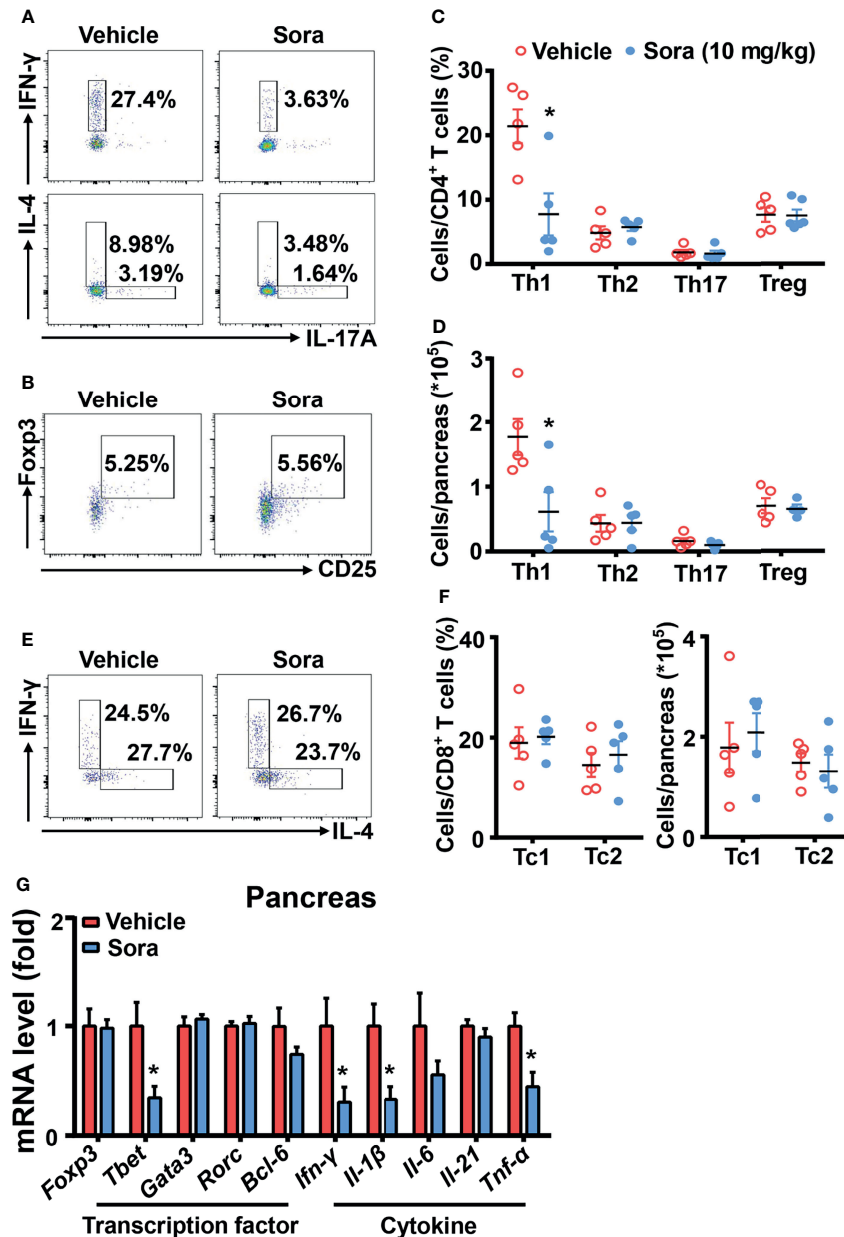 A
Vehicle
Sora
IFN-γ
27.4%
3.63%
IL-4
8.98%
3.19%
3.48%
1.64%
IL-17A
B
Vehicle
Sora
Foxp3
5.25%
5.56%
CD25
C
Vehicle
Sora (10 mg/kg)
Cells/CD4+ T cells (%)
30
20
10
0
*
Th1
Th2
Th17
Treg
D
Cells/pancreas (*10⁵)
3
2
1
0
*
Th1
Th2
Th17
Treg
E
Vehicle
Sora
IFN-γ
24.5%
27.7%
26.7%
23.7%
IL-4
F
Cells/CD8+ T cells (%)
40
20
0
Tc1
Tc2
Cells/pancreas (*10⁵)
4
2
0
Tc1
Tc2
G
Pancreas
Vehicle
Sora
mRNA level (fold)
2
1
0
*
*
*
*
Foxp3
Tbet
Gata3
Rorc
Bcl-6
Ifn-γ
Il-1β
Il-6
Il-21
Tnf-α
Transcription factor
Cytokine